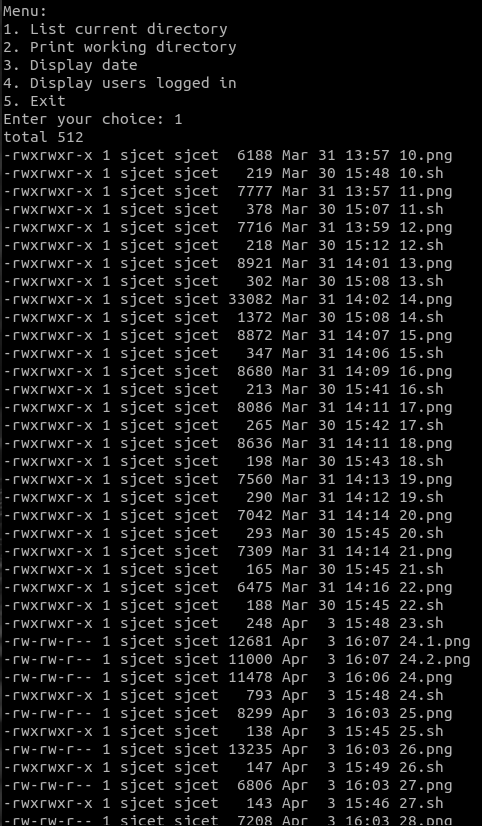 Menu:
1. List current directory
2. Print working directory
3. Display date
4. Display users logged in
5. Exit
Enter your choice: 1
total 512
-rwxrwxr-x 1 sjcet sjcet  6188 Mar 31 13:57 10.png
-rwxrwxr-x 1 sjcet sjcet   219 Mar 30 15:48 10.sh
-rwxrwxr-x 1 sjcet sjcet  7777 Mar 31 13:57 11.png
-rwxrwxr-x 1 sjcet sjcet   378 Mar 30 15:07 11.sh
-rwxrwxr-x 1 sjcet sjcet  7716 Mar 31 13:59 12.png
-rwxrwxr-x 1 sjcet sjcet   218 Mar 30 15:12 12.sh
-rwxrwxr-x 1 sjcet sjcet  8921 Mar 31 14:01 13.png
-rwxrwxr-x 1 sjcet sjcet   302 Mar 30 15:08 13.sh
-rwxrwxr-x 1 sjcet sjcet 33082 Mar 31 14:02 14.png
-rwxrwxr-x 1 sjcet sjcet  1372 Mar 30 15:08 14.sh
-rwxrwxr-x 1 sjcet sjcet  8872 Mar 31 14:07 15.png
-rwxrwxr-x 1 sjcet sjcet   347 Mar 31 14:06 15.sh
-rwxrwxr-x 1 sjcet sjcet  8680 Mar 31 14:09 16.png
-rwxrwxr-x 1 sjcet sjcet   213 Mar 30 15:41 16.sh
-rwxrwxr-x 1 sjcet sjcet  8086 Mar 31 14:11 17.png
-rwxrwxr-x 1 sjcet sjcet   265 Mar 30 15:42 17.sh
-rwxrwxr-x 1 sjcet sjcet  8636 Mar 31 14:11 18.png
-rwxrwxr-x 1 sjcet sjcet   198 Mar 30 15:43 18.sh
-rwxrwxr-x 1 sjcet sjcet  7560 Mar 31 14:13 19.png
-rwxrwxr-x 1 sjcet sjcet   290 Mar 31 14:12 19.sh
-rwxrwxr-x 1 sjcet sjcet  7042 Mar 31 14:14 20.png
-rwxrwxr-x 1 sjcet sjcet   293 Mar 30 15:45 20.sh
-rwxrwxr-x 1 sjcet sjcet  7309 Mar 31 14:14 21.png
-rwxrwxr-x 1 sjcet sjcet   165 Mar 30 15:45 21.sh
-rwxrwxr-x 1 sjcet sjcet  6475 Mar 31 14:16 22.png
-rwxrwxr-x 1 sjcet sjcet   188 Mar 30 15:45 22.sh
-rwxrwxr-x 1 sjcet sjcet   248 Apr  3 15:48 23.sh
-rw-rw-r-- 1 sjcet sjcet 12681 Apr  3 16:07 24.1.png
-rw-rw-r-- 1 sjcet sjcet 11000 Apr  3 16:07 24.2.png
-rw-rw-r-- 1 sjcet sjcet 11478 Apr  3 16:06 24.png
-rwxrwxr-x 1 sjcet sjcet   793 Apr  3 15:48 24.sh
-rw-rw-r-- 1 sjcet sjcet  8299 Apr  3 16:03 25.png
-rwxrwxr-x 1 sjcet sjcet   138 Apr  3 15:45 25.sh
-rw-rw-r-- 1 sjcet sjcet 13235 Apr  3 16:03 26.png
-rwxrwxr-x 1 sjcet sjcet   147 Apr  3 15:49 26.sh
-rw-rw-r-- 1 sjcet sjcet  6806 Apr  3 16:03 27.png
-rwxrwxr-x 1 sjcet sjcet   143 Apr  3 15:46 27.sh
-rw-rw-r-- 1 sjcet sjcet  7208 Apr  3 16:03 28.png